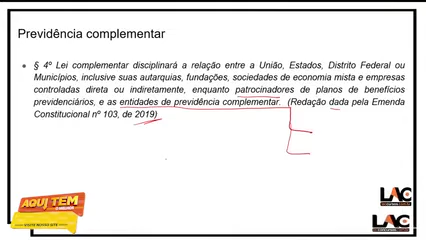 Previdência complementar
• § 4º Lei complementar disciplinará a relação entre a União, Estados, Distrito Federal ou
Municípios, inclusive suas autarquias, fundações, sociedades de economia mista e empresas
controladas direta ou indiretamente, enquanto patrocinadores de planos de benefícios
previdenciários, e as entidades de previdência complementar. (Redação dada pela Emenda
Constitucional nº 103, de 2019)
AQUI TEM
LAC
LAC